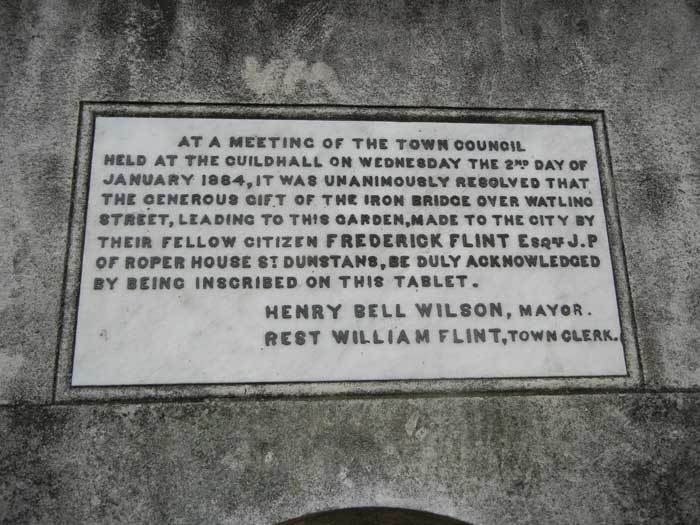 AT A MEETING OF THE TOWN COUNCIL
HELD AT THE GUILDHALL ON WEDNESDAY THE 2ND DAY OF
JANUARY 1884, IT WAS UNANIMOUSLY RESOLVED THAT
THE GENEROUS GIFT OF THE IRON BRIDGE OVER WATLING
STREET, LEADING TO THIS GARDEN, MADE TO THE CITY BY
THEIR FELLOW CITIZEN FREDERICK FLINT ESQRE J.P
OF ROPER HOUSE ST DUNSTANS, BE DULY ACKNOWLEDGED
BY BEING INSCRIBED ON THIS TABLET.
HENRY BELL WILSON, MAYOR.
REST WILLIAM FLINT, TOWN CLERK.